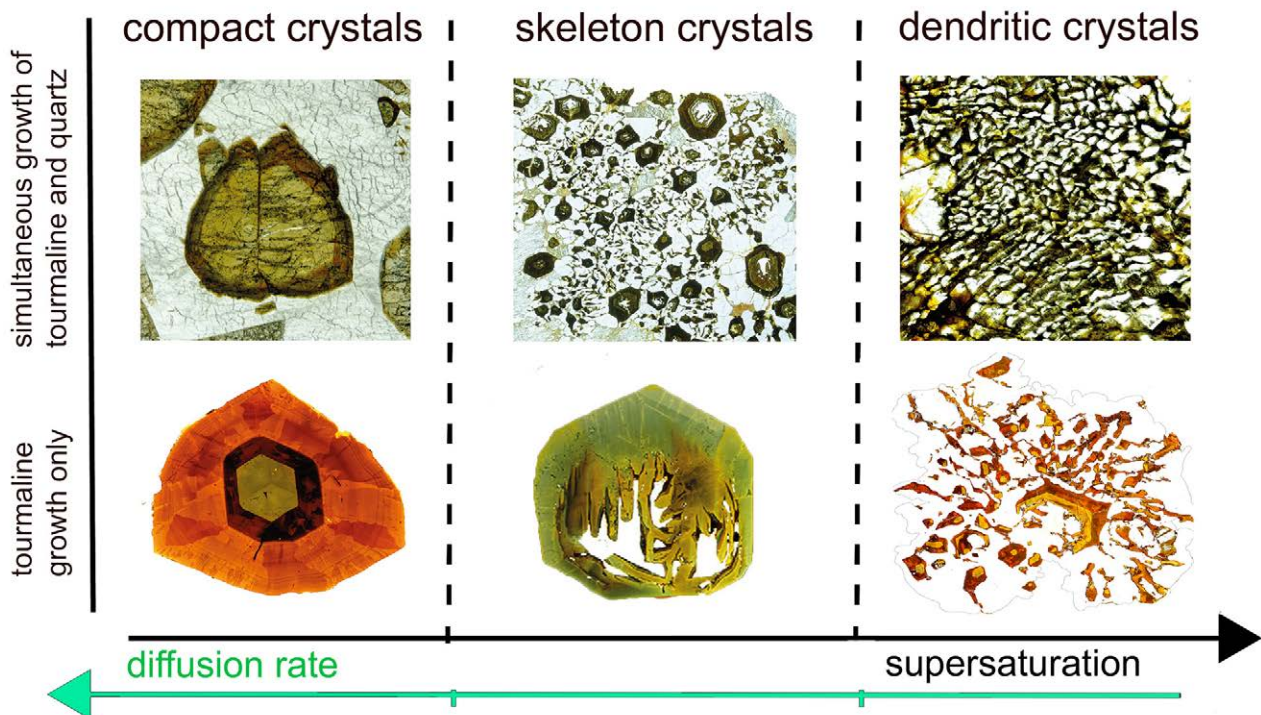 compact crystals
skeleton crystals
dendritic crystals
simultaneous growth of
tourmaline and quartz
tourmaline
growth only
diffusion rate
supersaturation